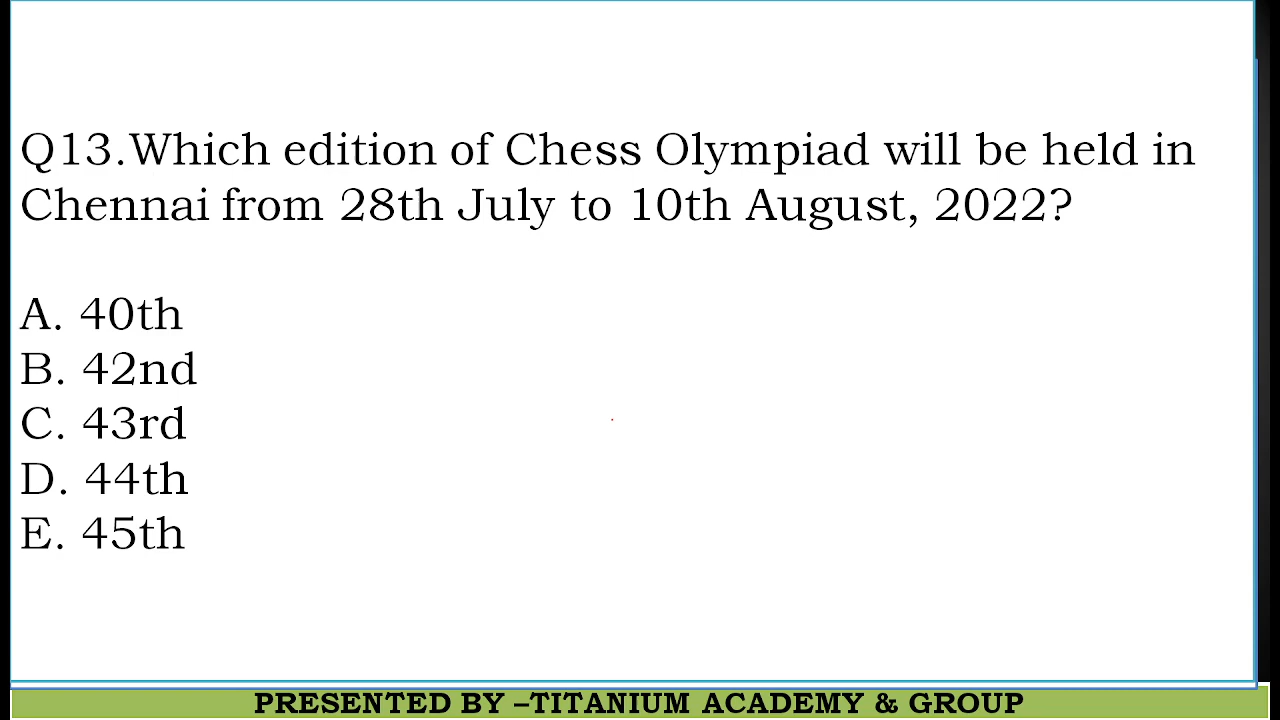 Q13.Which edition of Chess Olympiad will be held in
Chennai from 28th July to 10th August, 2022?
A. 40th
B. 42nd
C. 43rd
D. 44th
E. 45th
PRESENTED BY –TITANIUM ACADEMY & GROUP